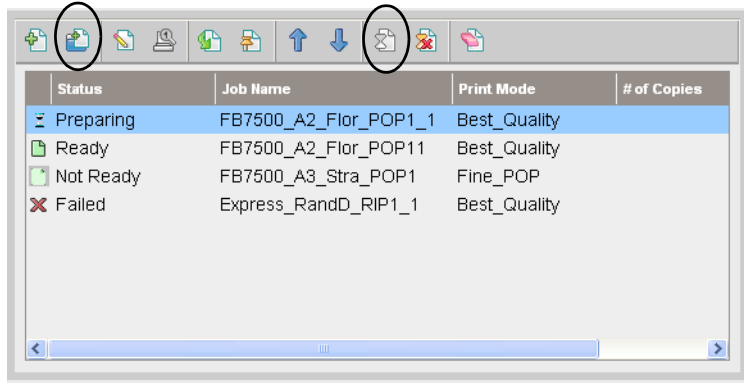 Status Job Name Print Mode # of Copies
Preparing FB7500_A2_Flor_POP1_1 Best_Quality
Ready FB7500_A2_Flor_POP11 Best_Quality
Not Ready FB7500_A3_Stra_POP1 Fine_POP
Failed Express_RandD_RIP1_1 Best_Quality